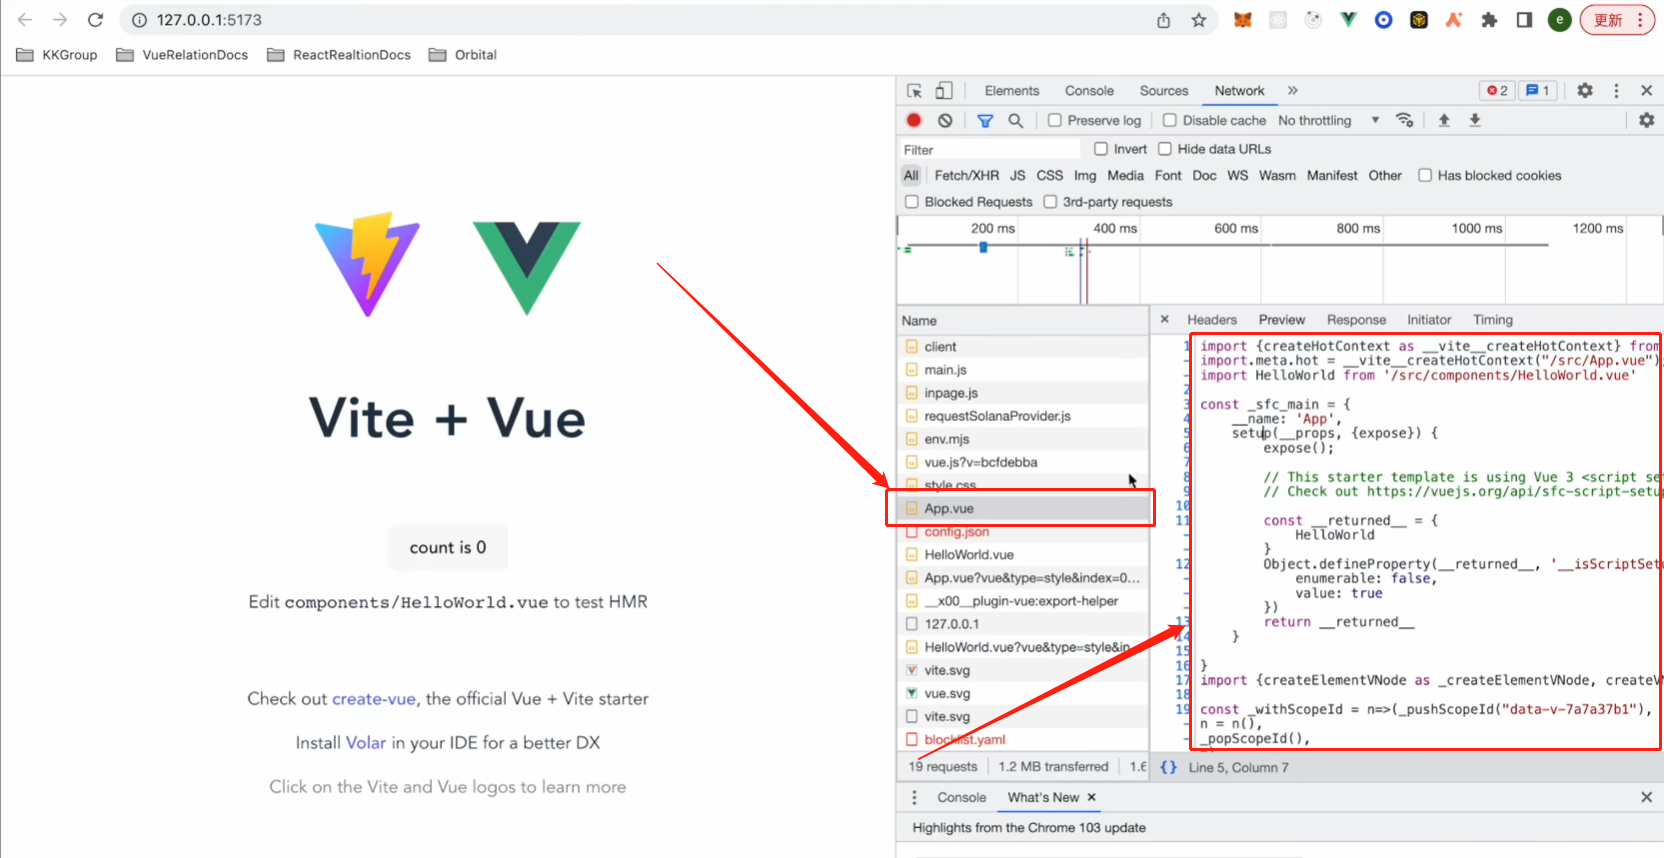 127.0.0.1:5173
e
更新
KKGroup VueRelationDocs ReactRealtionDocs Orbital
Elements Console Sources Network » 2 1
Preserve log Disable cache No throttling
Filter
Invert Hide data URLs
All Fetch/XHR JS CSS Img Media Font Doc WS Wasm Manifest Other Has blocked cookies
Blocked Requests 3rd-party requests
200 ms 400 ms 600 ms 800 ms 1000 ms 1200 ms
Vite + Vue
count is 0
Edit components/HelloWorld.vue to test HMR
Check out create-vue, the official Vue + Vite starter
Install Volar in your IDE for a better DX
Click on the Vite and Vue logos to learn more
Name
client
main.js
inpage.js
requestSolanaProvider.js
env.mjs
vue.js?v=bcfdebba
style.css
App.vue
config.json
HelloWorld.vue
App.vue?vue&type=style&index=0...
__x00__plugin-vue:export-helper
127.0.0.1
HelloWorld.vue?vue&type=style&in
vite.svg
vue.svg
vite.svg
blocklist.yaml
19 requests 1.2 MB transferred 1.6
× Headers Preview Response Initiator Timing
1 import {createHotContext as __vite__createHotContext} from
- import.meta.hot = __vite__createHotContext("/src/App.vue")
- import HelloWorld from '/src/components/HelloWorld.vue'
2
3 const _sfc_main = {
4 __name: 'App',
5 setup(__props, {expose}) {
6 expose();
7
8 // This starter template is using Vue 3 <script se
9 // Check out https://vuejs.org/api/sfc-script-setup
10
11 const __returned__ = {
- HelloWorld
- }
12 Object.defineProperty(__returned__, '__isScriptSetu
- enumerable: false,
- value: true
- })
13 return __returned__
14 }
15
16 }
17 import {createElementVNode as _createElementVNode, createV
18
19 const _withScopeId = n=>(_pushScopeId("data-v-7a7a37b1"),
- n = n(),
- _popScopeId(),
{} Line 5, Column 7
Console What's New ×
Highlights from the Chrome 103 update